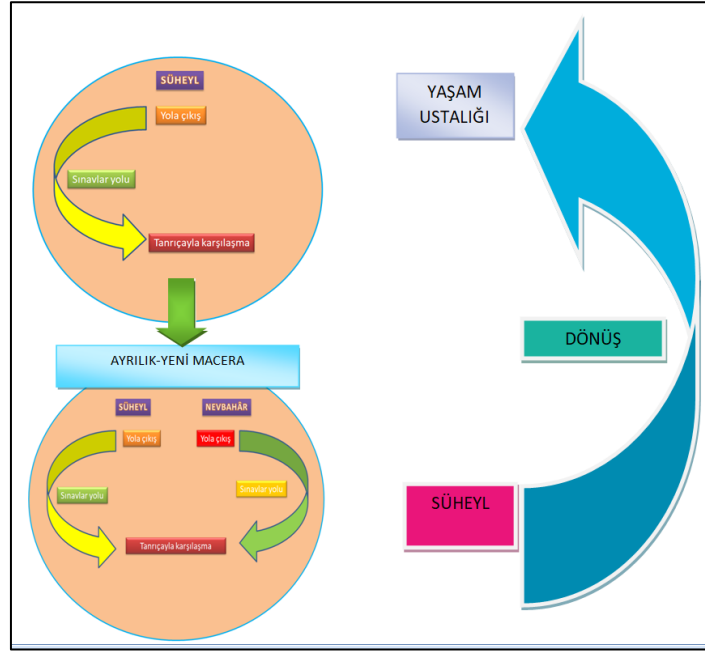 SÜHEYL
Yola çıkış
Sınavlar yolu
Tanrıçayla karşılaşma
AYRILIK-YENİ MACERA
SÜHEYL
NEVBAHÂR
Yola çıkış
Yola çıkış
Sınavlar yolu
Sınavlar yolu
Tanrıçayla karşılaşma
YAŞAM
USTALIĞI
DÖNÜŞ
SÜHEYL